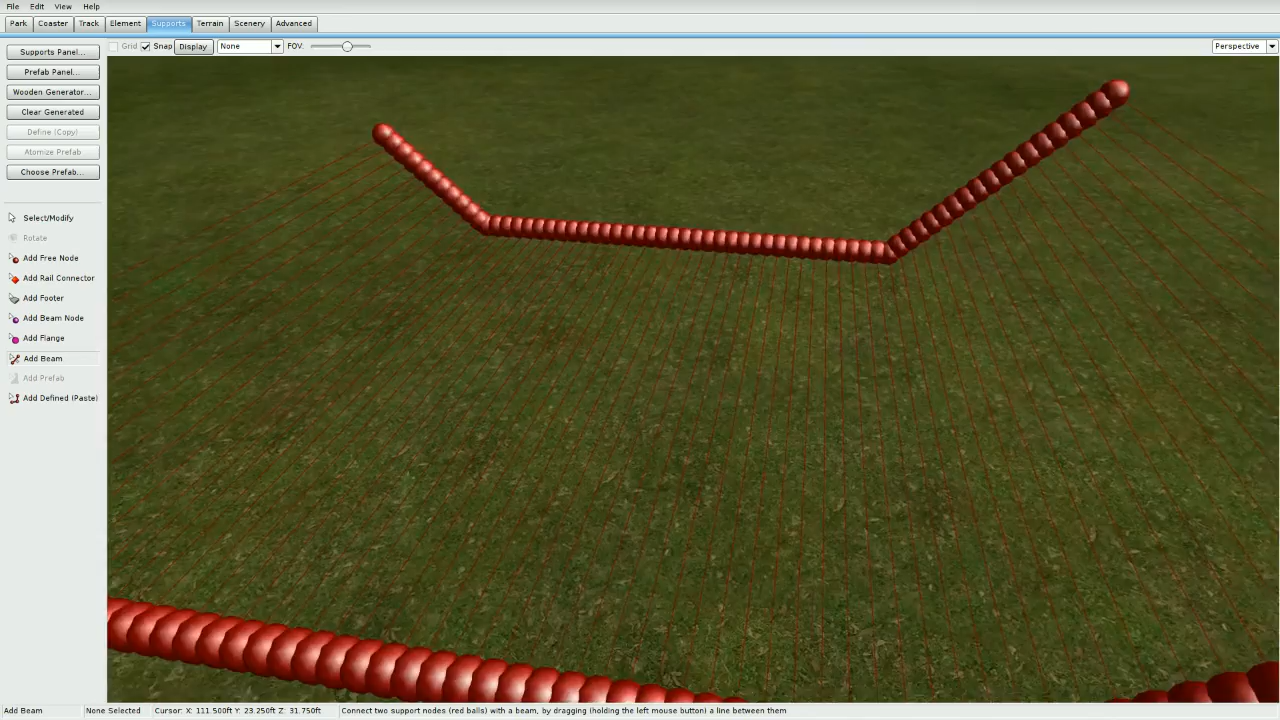 File Edit View Help
Park Coaster Track Element Supports Terrain Scenery Advanced
Grid Snap Display None FOV: Perspective
Supports Panel...
Prefab Panel...
Wooden Generator...
Clear Generated
Define (Copy)
Atomize Prefab
Choose Prefab...
Select/Modify
Rotate
Add Free Node
Add Rail Connector
Add Footer
Add Beam Node
Add Flange
Add Beam
Add Prefab
Add Defined (Paste)
Add Beam None Selected Cursor: X: 111.500ft Y: 23.250ft Z: 31.750ft Connect two support nodes (red balls) with a beam, by dragging (holding the left mouse button) a line between them